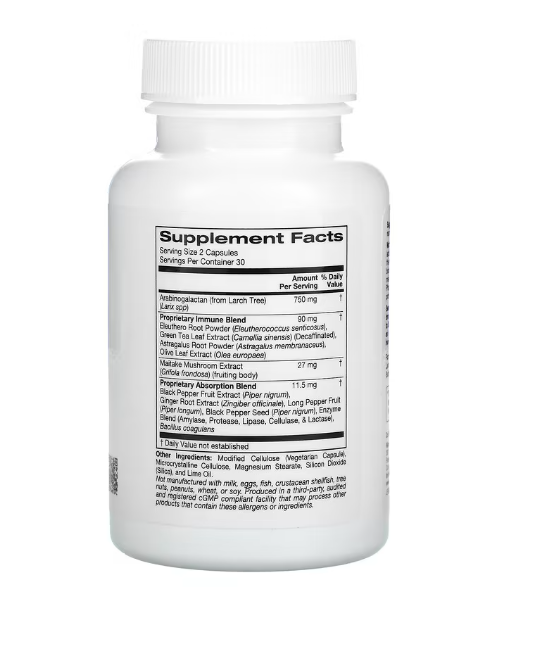 Supplement Facts
Serving Size 2 Capsules
Servings Per Container 30
Amount % Daily
Per Serving Value
Arabinogalactan (from Larch Tree) 750 mg †
(Larix spp)
Proprietary Immune Blend 90 mg †
Eleuthero Root Powder (Eleutherococcus senticosus),
Green Tea Leaf Extract (Camellia sinensis) (Decaffeinated),
Astragalus Root Powder (Astragalus membranaceus),
Olive Leaf Extract (Olea europaea)
Maitake Mushroom Extract 27 mg †
(Grifola frondosa) (fruiting body)
Proprietary Absorption Blend 11.5 mg †
Black Pepper Fruit Extract (Piper nigrum),
Ginger Root Extract (Zingiber officinale), Long Pepper Fruit
(Piper longum), Black Pepper Seed (Piper nigrum), Enzyme
Blend (Amylase, Protease, Lipase, Cellulase, & Lactase),
Bacillus coagulans
† Daily Value not established
Other Ingredients: Modified Cellulose (Vegetarian Capsule),
Microcrystalline Cellulose, Magnesium Stearate, Silicon Dioxide
(Silica), and Lime Oil.
Not manufactured with milk, eggs, fish, crustacean shellfish, tree
nuts, peanuts, wheat, or soy. Produced in a third-party, audited
and registered cGMP compliant facility that may process other
products that contain these allergens or ingredients.